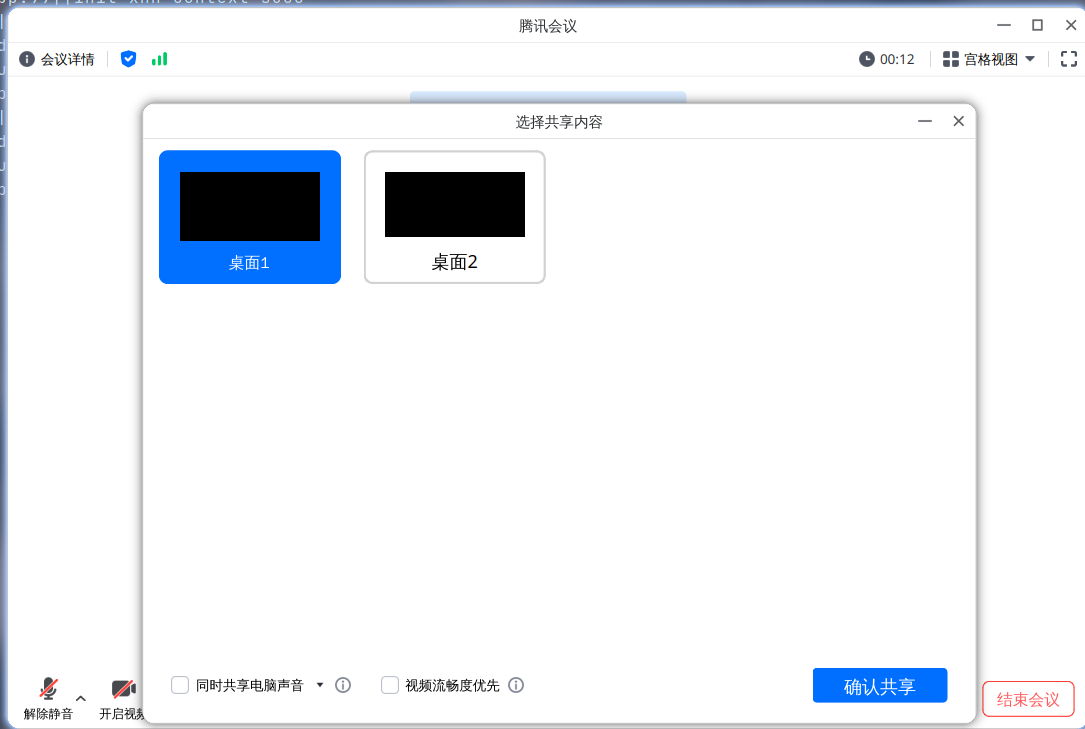 腾讯会议
会议详情
00:12
宫格视图
选择共享内容
桌面1
桌面2
同时共享电脑声音
视频流畅度优先
确认共享
解除静音
开启视频
结束会议